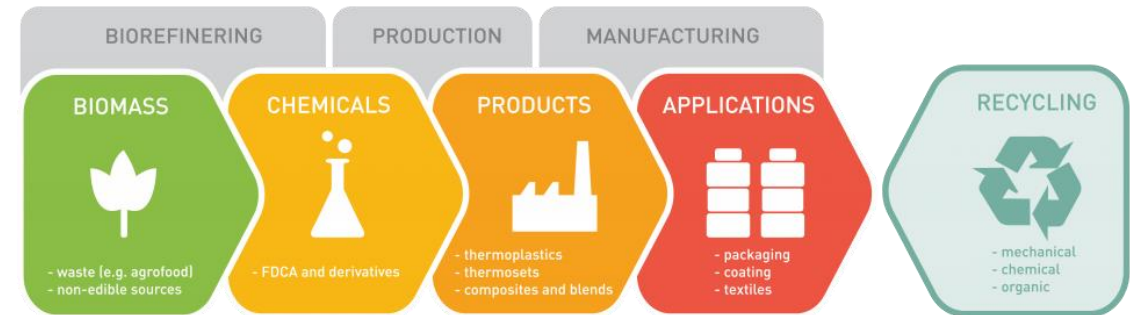 BIOREFINERING
PRODUCTION
MANUFACTURING
BIOMASS
- waste (e.g. agrofood)
- non-edible sources
CHEMICALS
- FDCA and derivatives
PRODUCTS
- thermoplastics
- thermosets
- composites and blends
APPLICATIONS
- packaging
- coating
- textiles
RECYCLING
- mechanical
- chemical
- organic